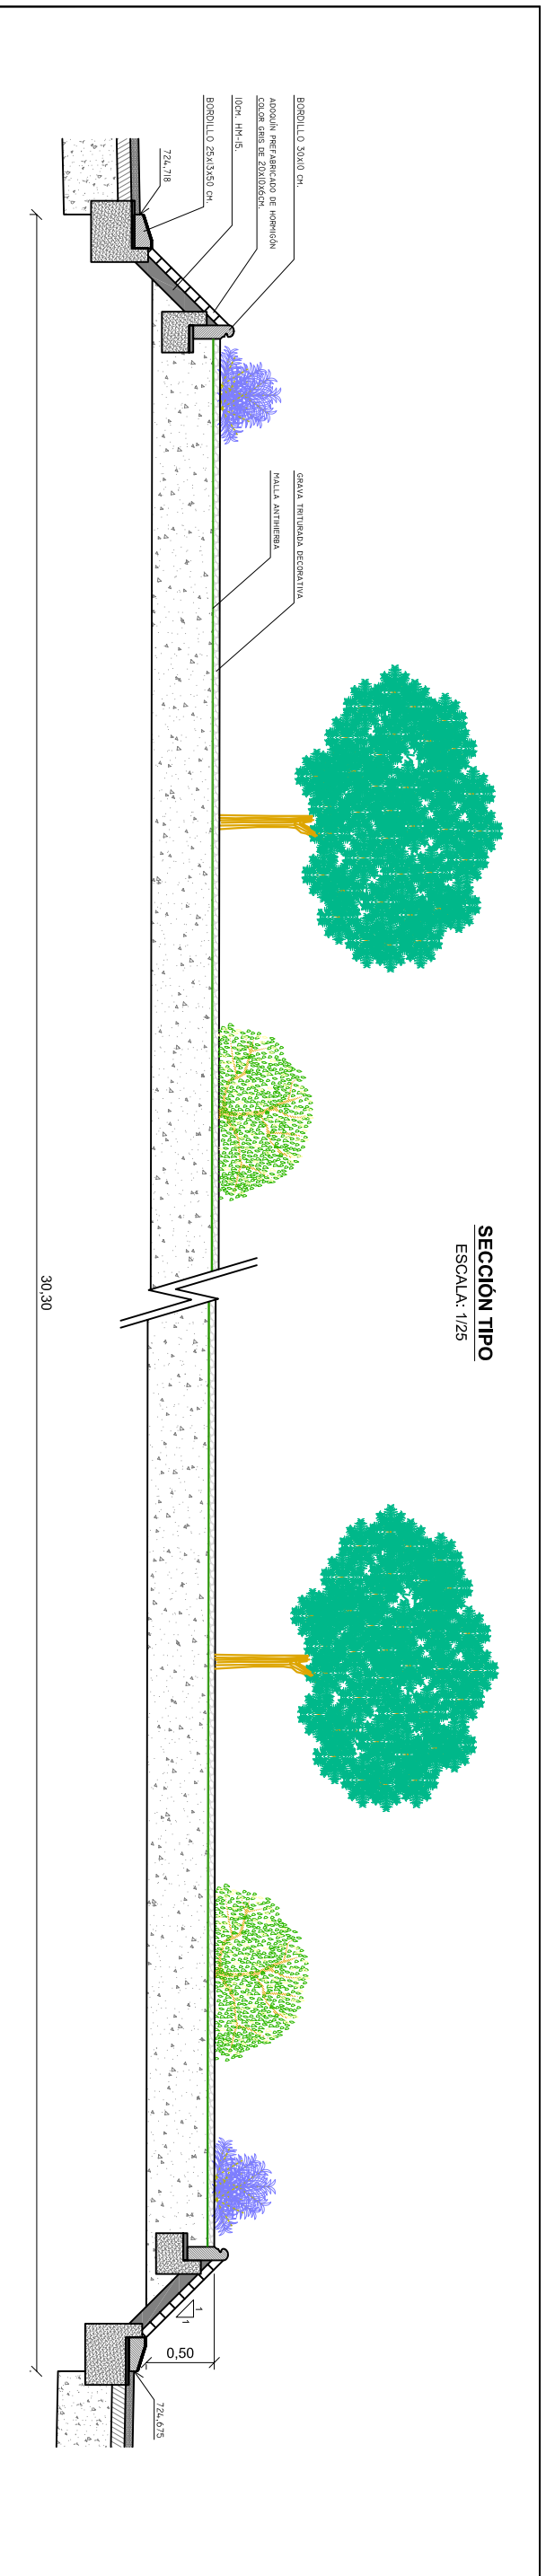 SECCIÓN TIPO
ESCALA: 1/25
BORDILLO 30x10 CM.
ADOQUÍN PREFABRICADO DE HORMIGÓN
COLOR GRIS DE 20x10x6CM.
10CM. HM-15.
BORDILLO 25x13x50 CM.
724,718
GRAVA TRITURADA DECORATIVA
MALLA ANTIHIERBA
1
1
0,50
724,675
30,30